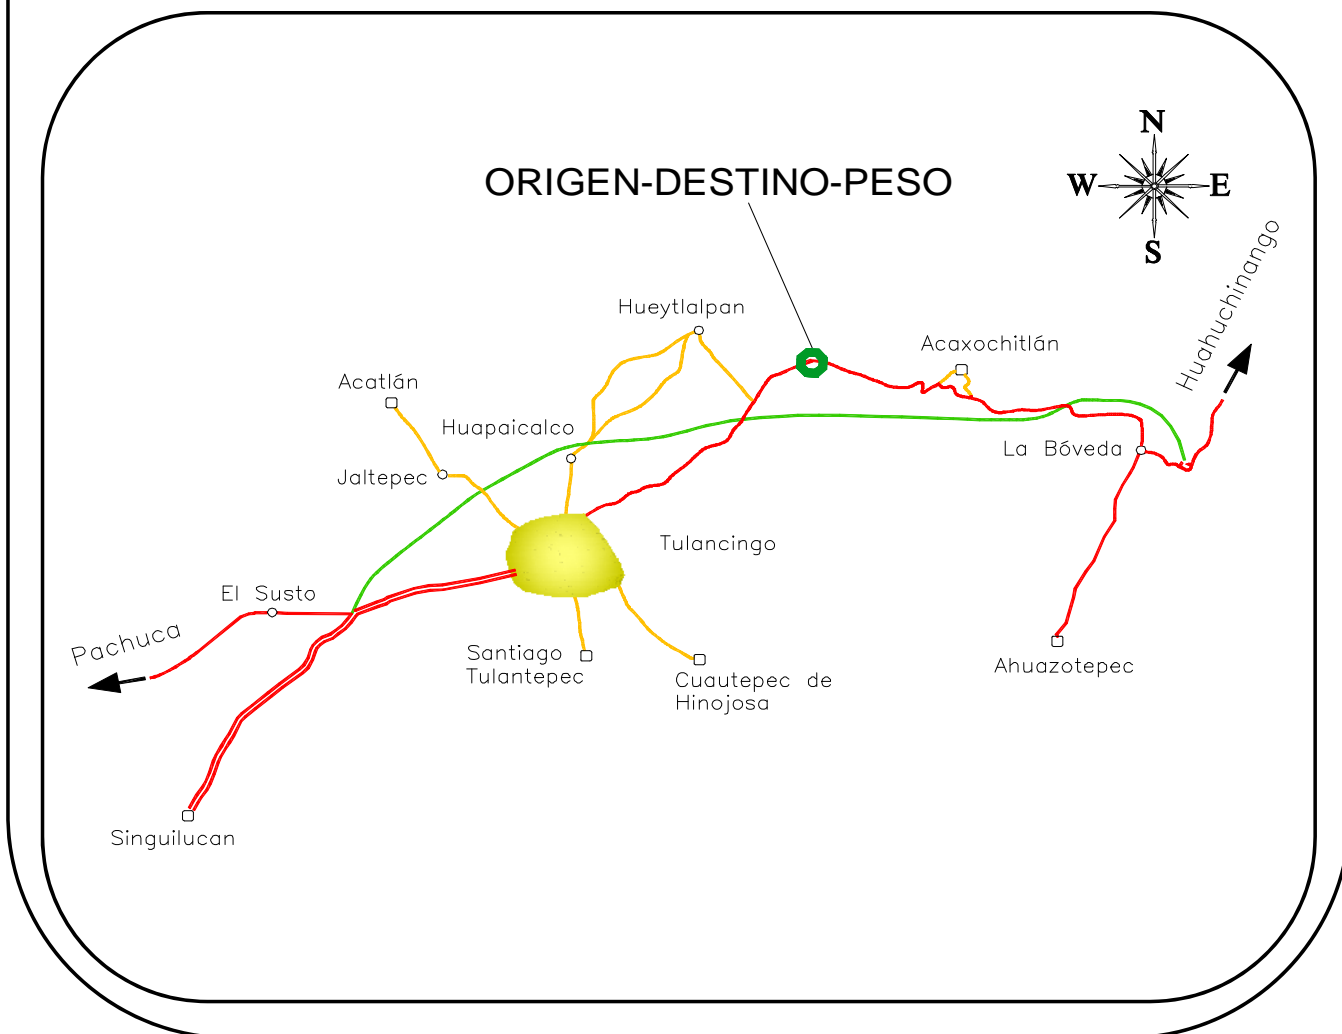 N
ORIGEN-DESTINO-PESO
W
E
S
Huahuchinango
Hueytlalpan
Acaxochitlán
Acatlán
Huapaicalco
La Bóveda
Jaltepec
Tulancingo
El Susto
Pachuca
Santiago
Tulantepec
Cuautepec de
Hinojosa
Ahuazotepec
Singuilucan